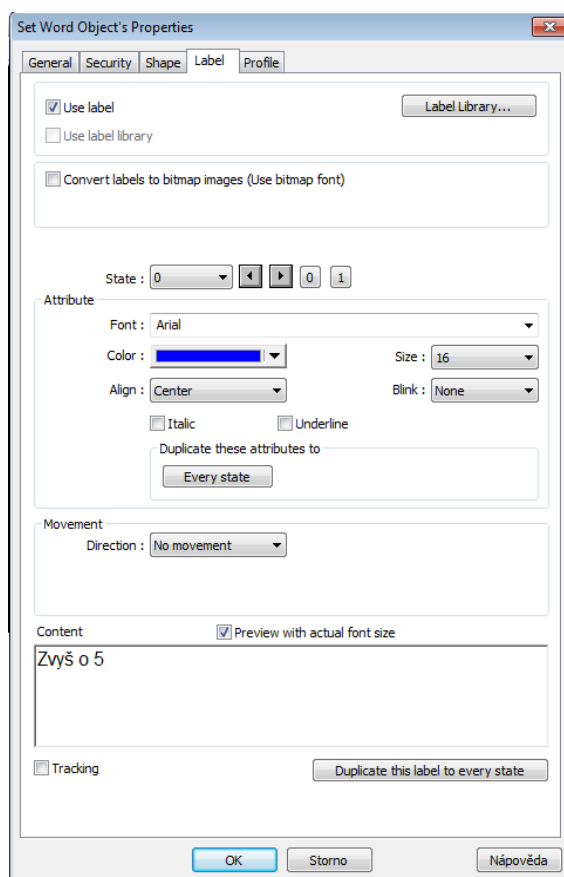 Set Word Object's Properties
General Security Shape Label Profile
Use label Label Library...
Use label library
Convert labels to bitmap images (Use bitmap font)
State : 0 0 1
Attribute
Font : Arial
Color : Size : 16
Align : Center Blink : None
Italic Underline
Duplicate these attributes to
Every state
Movement
Direction : No movement
Content Preview with actual font size
Zvyš o 5
Tracking Duplicate this label to every state
OK Storno Nápověda